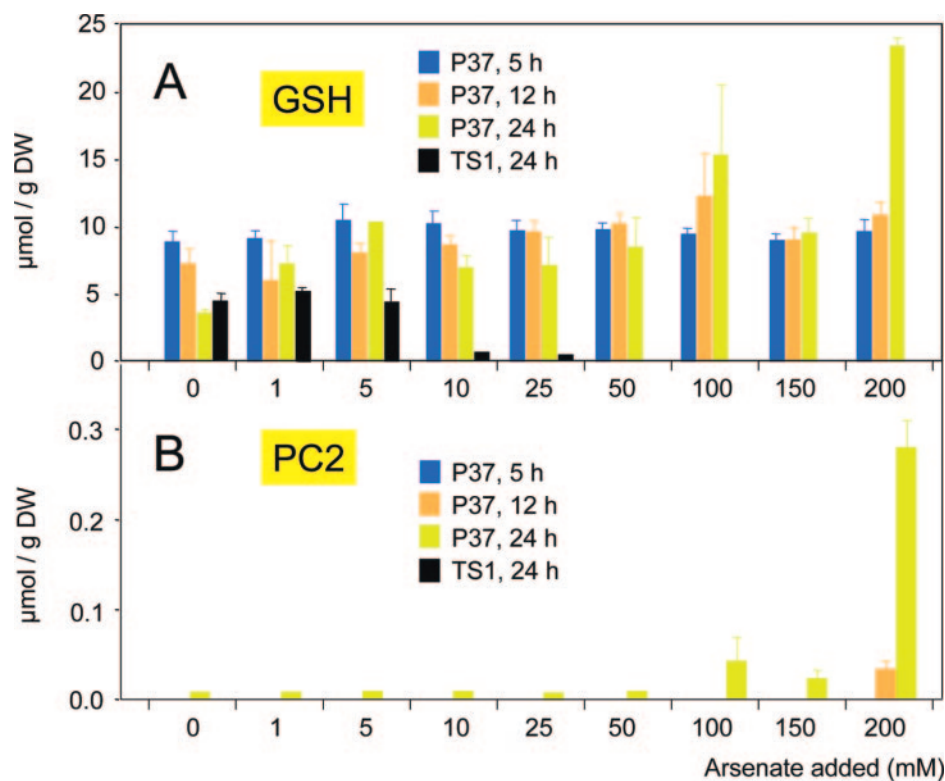 25
A
P37, 5 h
20
GSH
P37, 12 h
P37, 24 h
15
TS1, 24 h
µmol / g DW
10
5
0
0 1 5 10 25 50 100 150 200
B
0.3
PC2
P37, 5 h
P37, 12 h
µmol / g DW
0.2
P37, 24 h
TS1, 24 h
0.1
0.0
0 1 5 10 25 50 100 150 200
Arsenate added (mM)